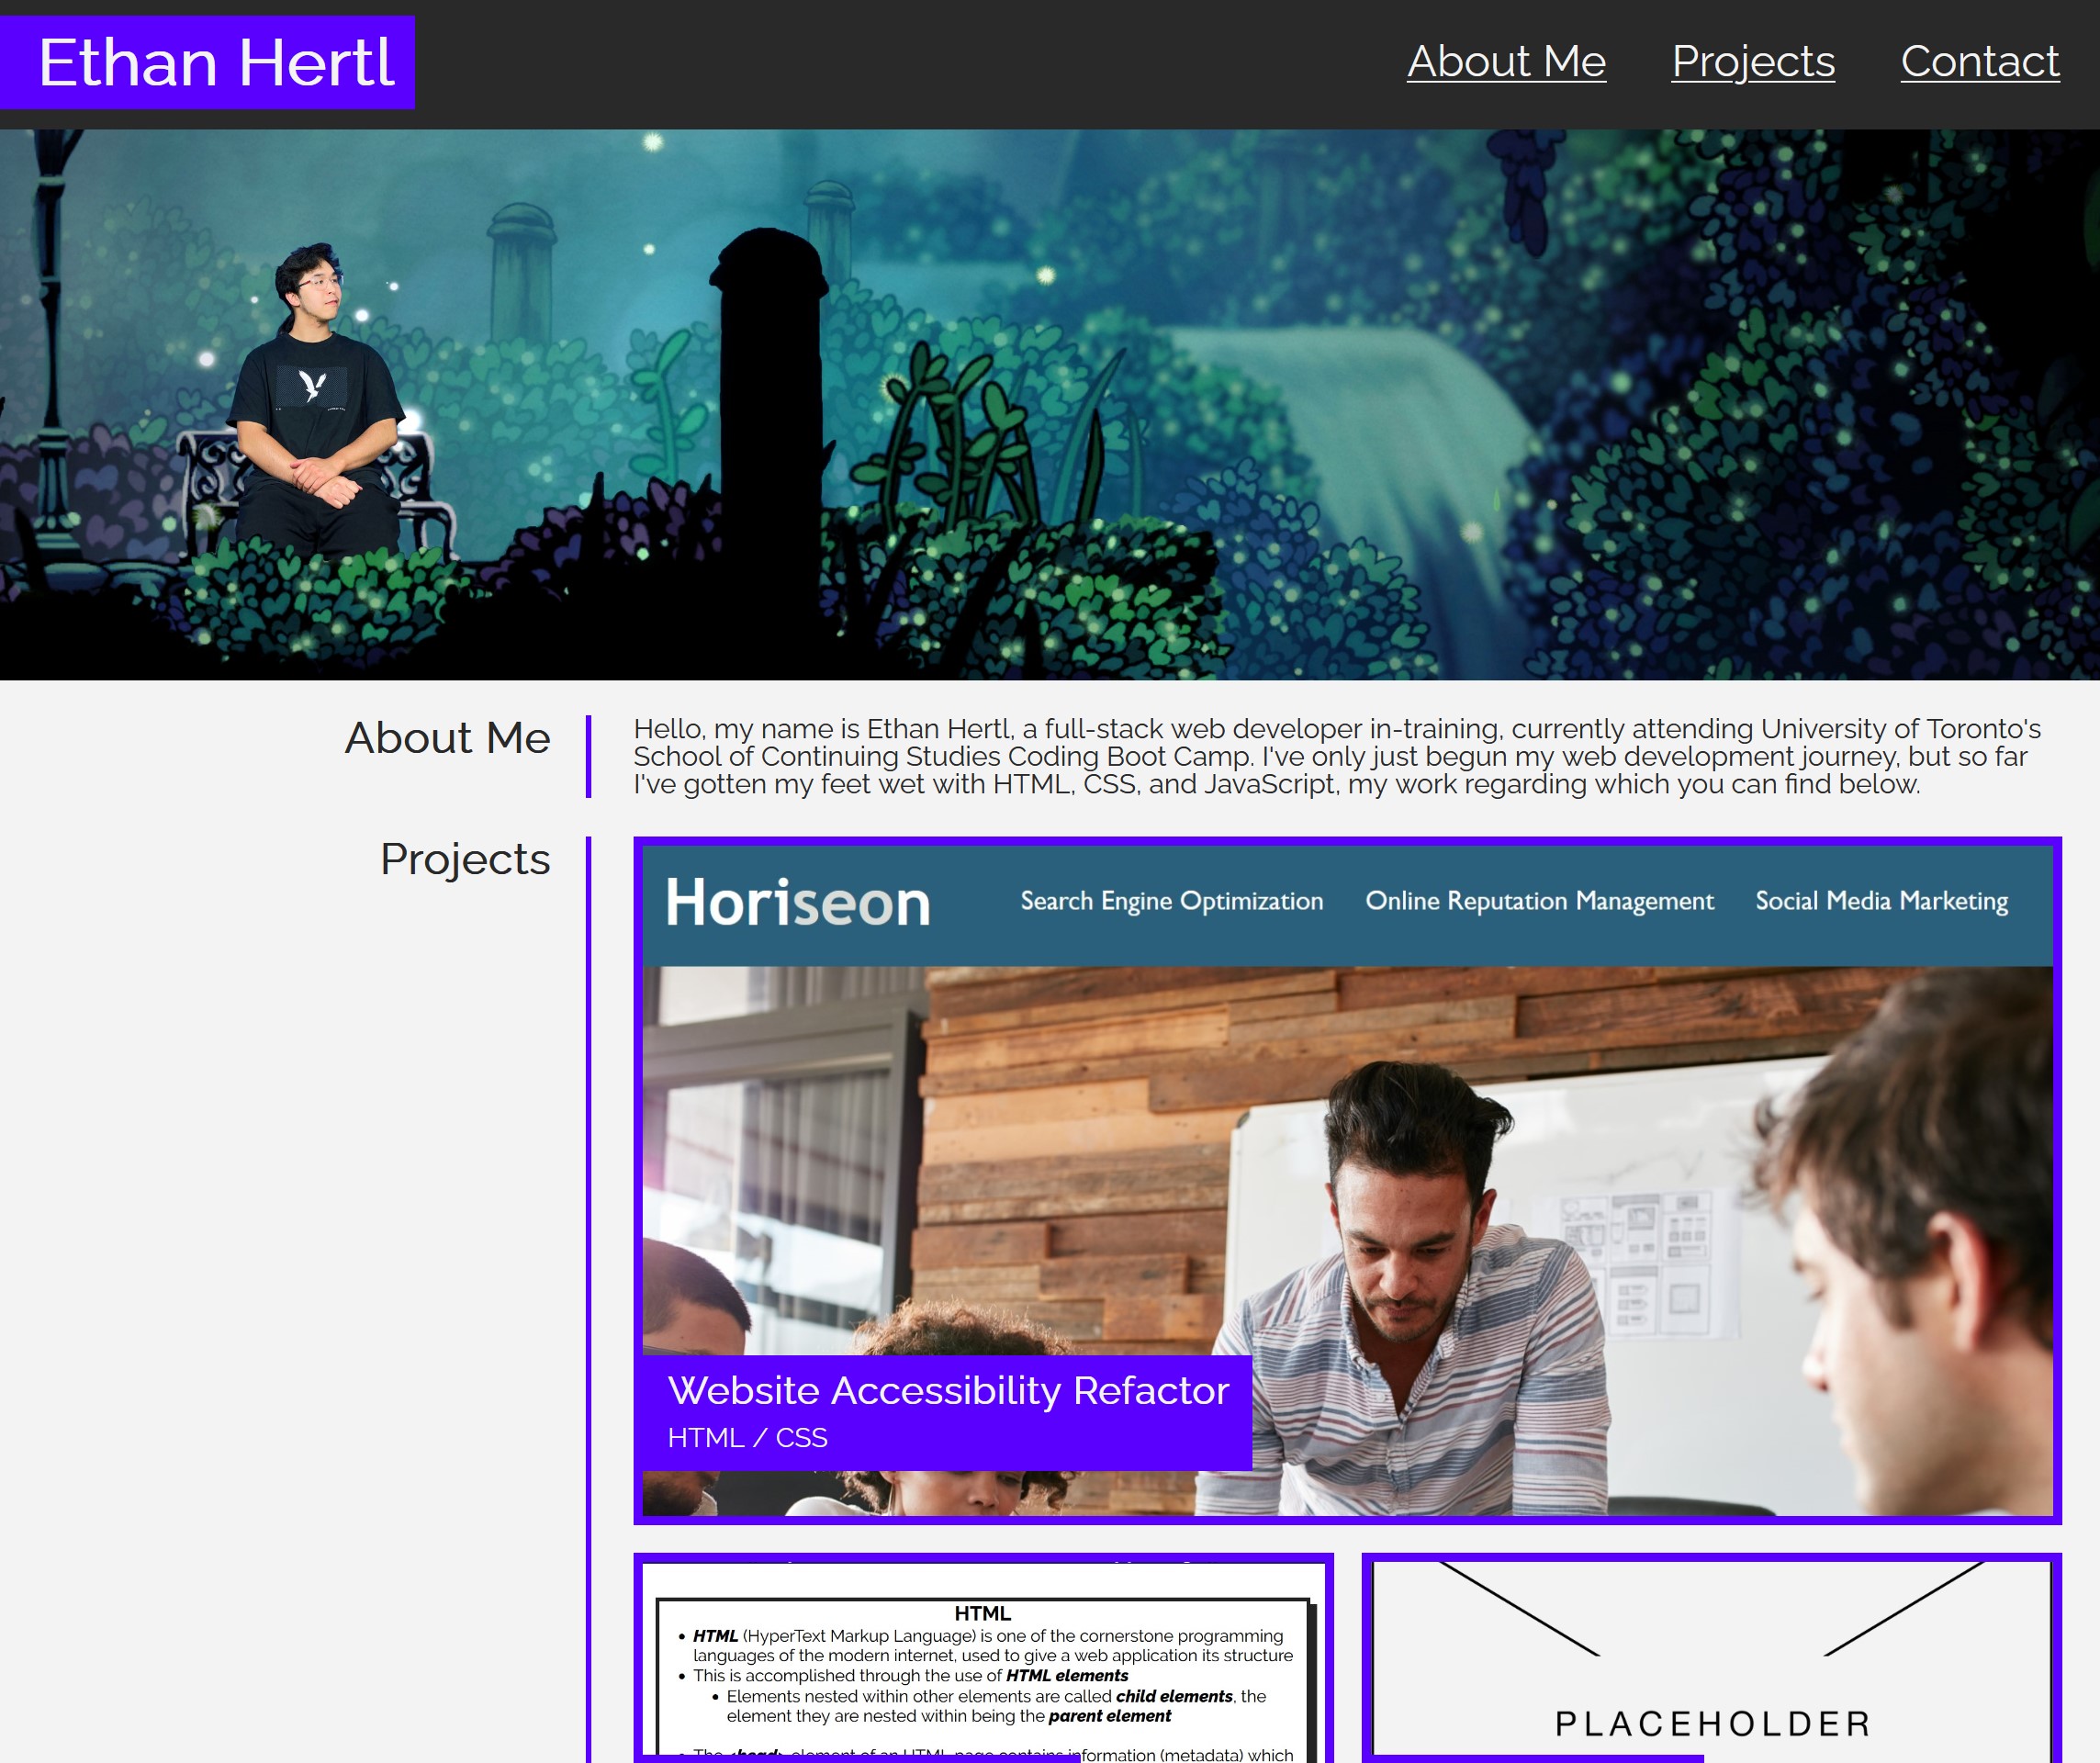 Ethan Hertl
About Me
Projects
Contact
About Me
Hello, my name is Ethan Hertl, a full-stack web developer in-training, currently attending University of Toronto's
School of Continuing Studies Coding Boot Camp. I've only just begun my web development journey, but so far
I've gotten my feet wet with HTML, CSS, and JavaScript, my work regarding which you can find below.
Projects
Horiseon
Search Engine Optimization
Online Reputation Management
Social Media Marketing
Website Accessibility Refactor
HTML / CSS
HTML
• HTML (HyperText Markup Language) is one of the cornerstone programming
languages of the modern internet, used to give a web application its structure
• This is accomplished through the use of HTML elements
• Elements nested within other elements are called child elements, the
element they are nested within being the parent element
• The <head> element of an HTML page contains information (metadata) which
PLACEHOLDER